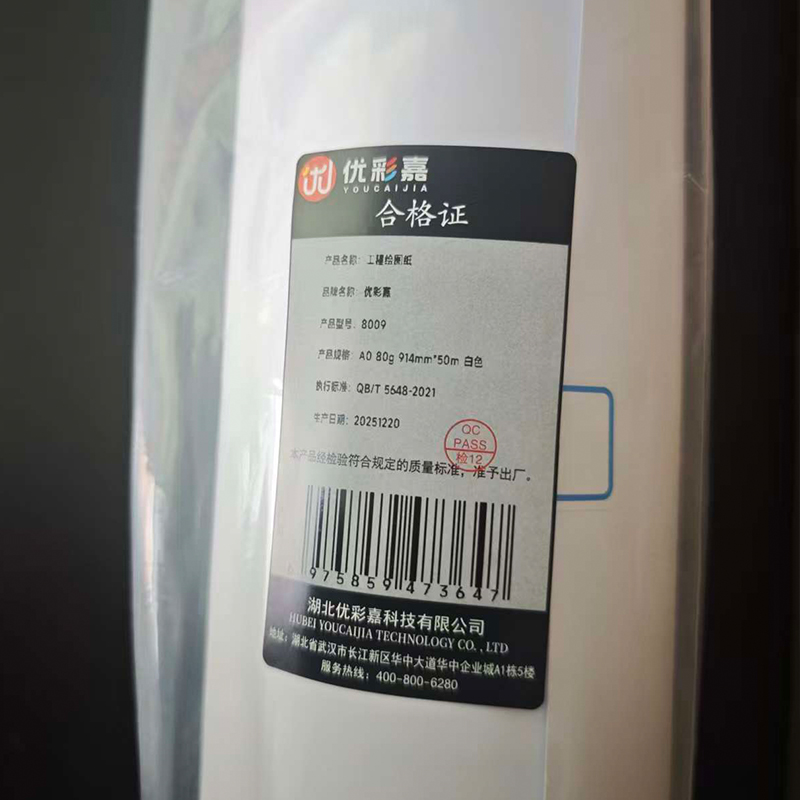 优彩嘉
YOUCAIJIA
合格证
产品名称：工程绘图纸
品牌名称：优彩嘉
产品型号：8009
产品规格：A0 80g 914mm*50m 白色
执行标准：QB/T 5648-2021
生产日期：20251220
QC
PASS
检12
本产品经检验符合规定的质量标准，准予出厂。
975859473647
湖北优彩嘉科技有限公司
HUBEI YOUCAIJIA TECHNOLOGY CO., LTD
地址：湖北省武汉市长江新区华中大道华中企业城A1栋5楼
服务热线：400-800-6280